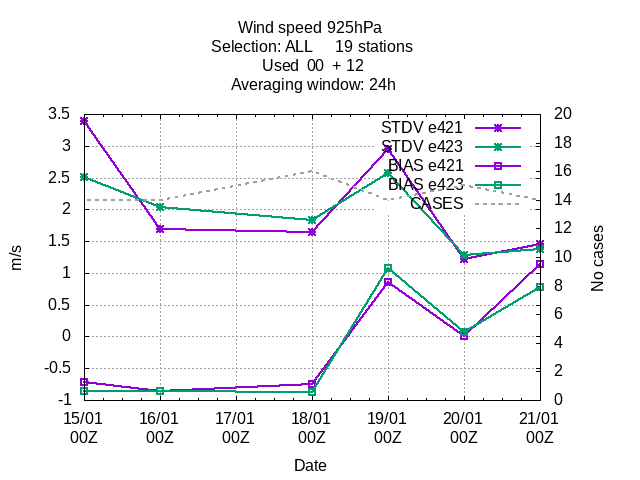 Wind speed 925hPa
Selection: ALL     19 stations
Used  00  + 12
Averaging window: 24h
3.5
3
2.5
2
1.5
1
0.5
0
-0.5
-1
m/s
STDV e421
STDV e423
BIAS e421
BIAS e423
CASES
20
18
16
14
12
10
8
6
4
2
0
No cases
15/01 16/01 17/01 18/01 19/01 20/01 21/01
00Z 00Z 00Z 00Z 00Z 00Z 00Z
Date